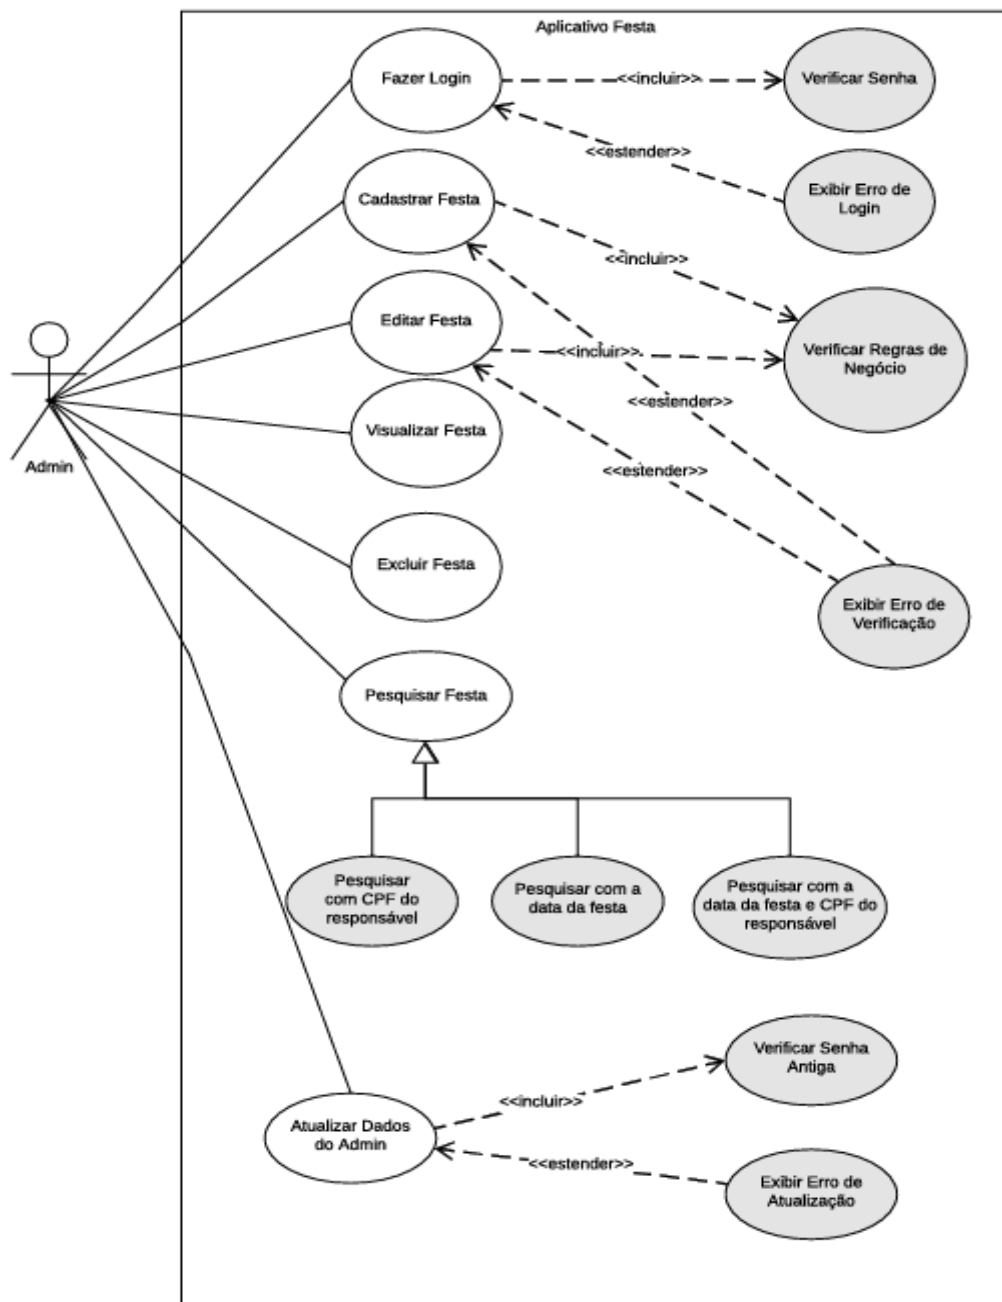 Aplicativo Festa
Fazer Login
<<incluir>>
Verificar Senha
<<estender>>
Exibir Erro de
Login
Cadastrar Festa
<<incluir>>
Editar Festa
<<incluir>>
Verificar Regras de
Negócio
<<estender>>
Visualizar Festa
<<estender>>
Admin
Excluir Festa
Exibir Erro de
Verificação
Pesquisar Festa
Pesquisar
com CPF do
responsável
Pesquisar com a
data da festa
Pesquisar com a
data da festa e CPF do
responsável
Verificar Senha
Antiga
<<incluir>>
Atualizar Dados
do Admin
<<estender>>
Exibir Erro de
Atualização